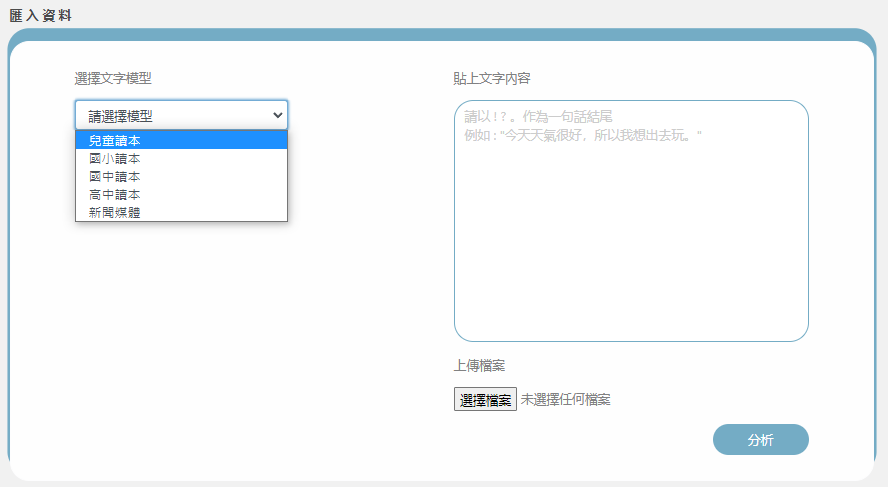 匯入資料
選擇文字模型
請選擇模型
兒童讀本
國小讀本
國中讀本
高中讀本
新聞媒體
貼上文字內容
請以 ! ? 。作為一句話結尾
例如 : "今天天氣很好，所以我想出去玩。"
上傳檔案
選擇檔案 未選擇任何檔案
分析